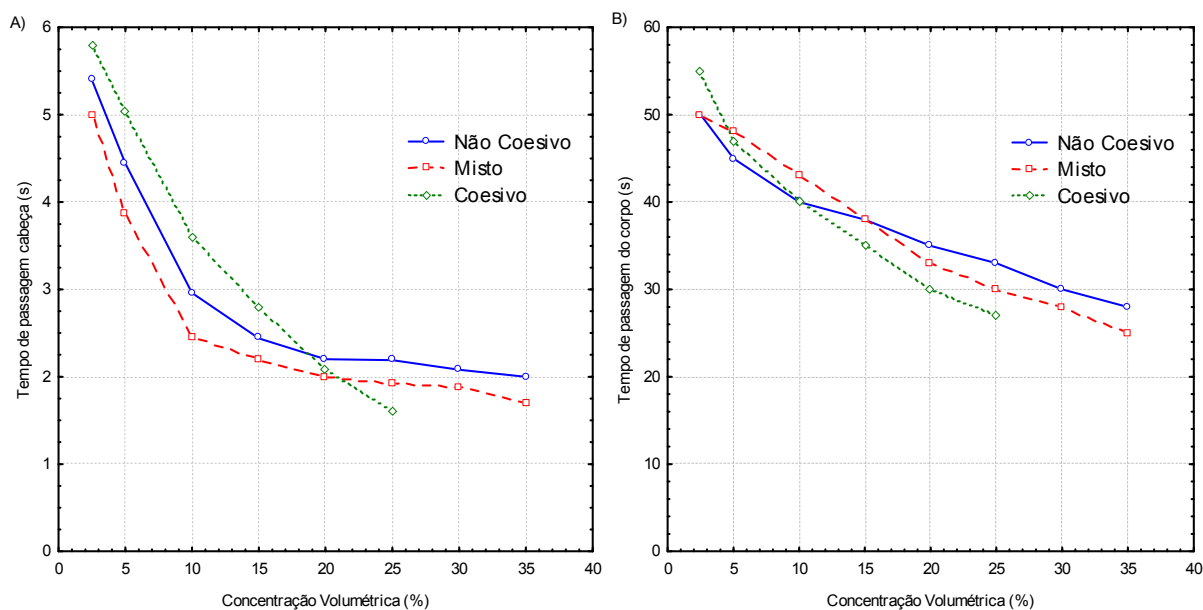 A)
Tempo de passagem cabeça (s)
6
5
4
3
2
1
0
0 5 10 15 20 25 30 35 40
Concentração Volumétrica (%)
Não Coesivo
Misto
Coesivo
B)
Tempo de passagem do corpo (s)
60
50
40
30
20
10
0
0 5 10 15 20 25 30 35 40
Concentração Volumétrica (%)
Não Coesivo
Misto
Coesivo